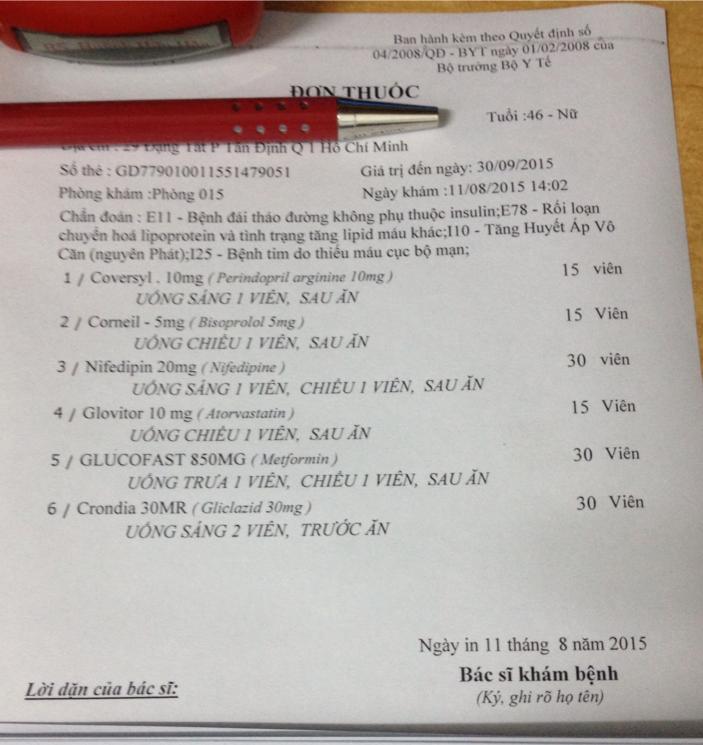 Ban hành kèm theo Quyết định số
04/2008/QĐ - BYT ngày 01/02/2008 của
Bộ trưởng Bộ Y Tế
ĐƠN THUỐC
Tuổi :46 - Nữ
Địa chỉ : 29 Đặng Tất P Tân Định Q 1 Hồ Chí Minh
Số thẻ : GD779010011551479051
Giá trị đến ngày: 30/09/2015
Phòng khám :Phòng 015
Ngày khám :11/08/2015 14:02
Chẩn đoán : E11 - Bệnh đái tháo đường không phụ thuộc insulin;E78 - Rối loạn
chuyển hoá lipoprotein và tình trạng tăng lipid máu khác;I10 - Tăng Huyết Áp Vô
Căn (nguyên Phát);I25 - Bệnh tim do thiếu máu cục bộ mạn;
1 / Coversyl . 10mg ( Perindopril arginine 10mg ) 15 viên
UỐNG SÁNG 1 VIÊN, SAU ĂN
2 / Corneil - 5mg ( Bisoprolol 5mg ) 15 Viên
UỐNG CHIỀU 1 VIÊN, SAU ĂN
3 / Nifedipin 20mg ( Nifedipine ) 30 viên
UỐNG SÁNG 1 VIÊN, CHIỀU 1 VIÊN, SAU ĂN
4 / Glovitor 10 mg ( Atorvastatin ) 15 Viên
UỐNG CHIỀU 1 VIÊN, SAU ĂN
5 / GLUCOFAST 850MG ( Metformin ) 30 Viên
UỐNG TRƯA 1 VIÊN, CHIỀU 1 VIÊN, SAU ĂN
6 / Crondia 30MR ( Gliclazid 30mg ) 30 Viên
UỐNG SÁNG 2 VIÊN, TRƯỚC ĂN
Ngày in 11 tháng 8 năm 2015
Bác sĩ khám bệnh
(Ký, ghi rõ họ tên)
Lời dặn của bác sĩ: